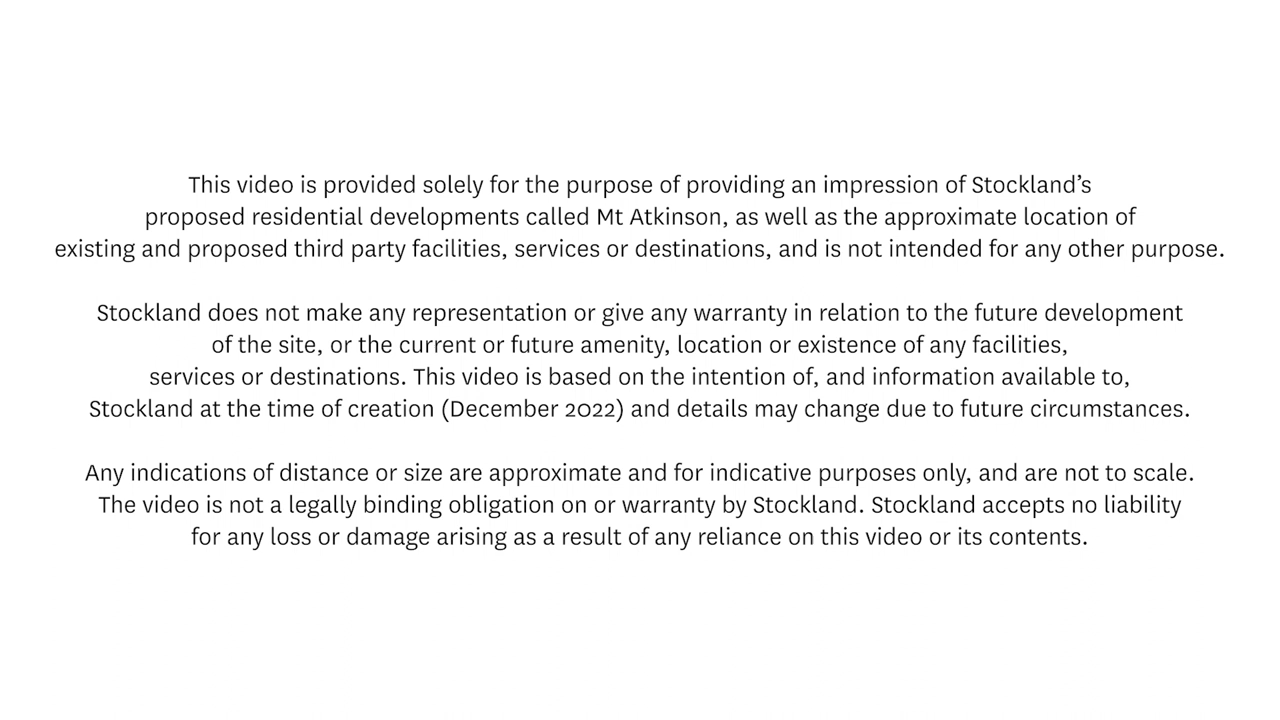 This video is provided solely for the purpose of providing an impression of Stockland’s
proposed residential developments called Mt Atkinson, as well as the approximate location of
existing and proposed third party facilities, services or destinations, and is not intended for any other purpose.
Stockland does not make any representation or give any warranty in relation to the future development
of the site, or the current or future amenity, location or existence of any facilities,
services or destinations. This video is based on the intention of, and information available to,
Stockland at the time of creation (December 2022) and details may change due to future circumstances.
Any indications of distance or size are approximate and for indicative purposes only, and are not to scale.
The video is not a legally binding obligation on or warranty by Stockland. Stockland accepts no liability
for any loss or damage arising as a result of any reliance on this video or its contents.